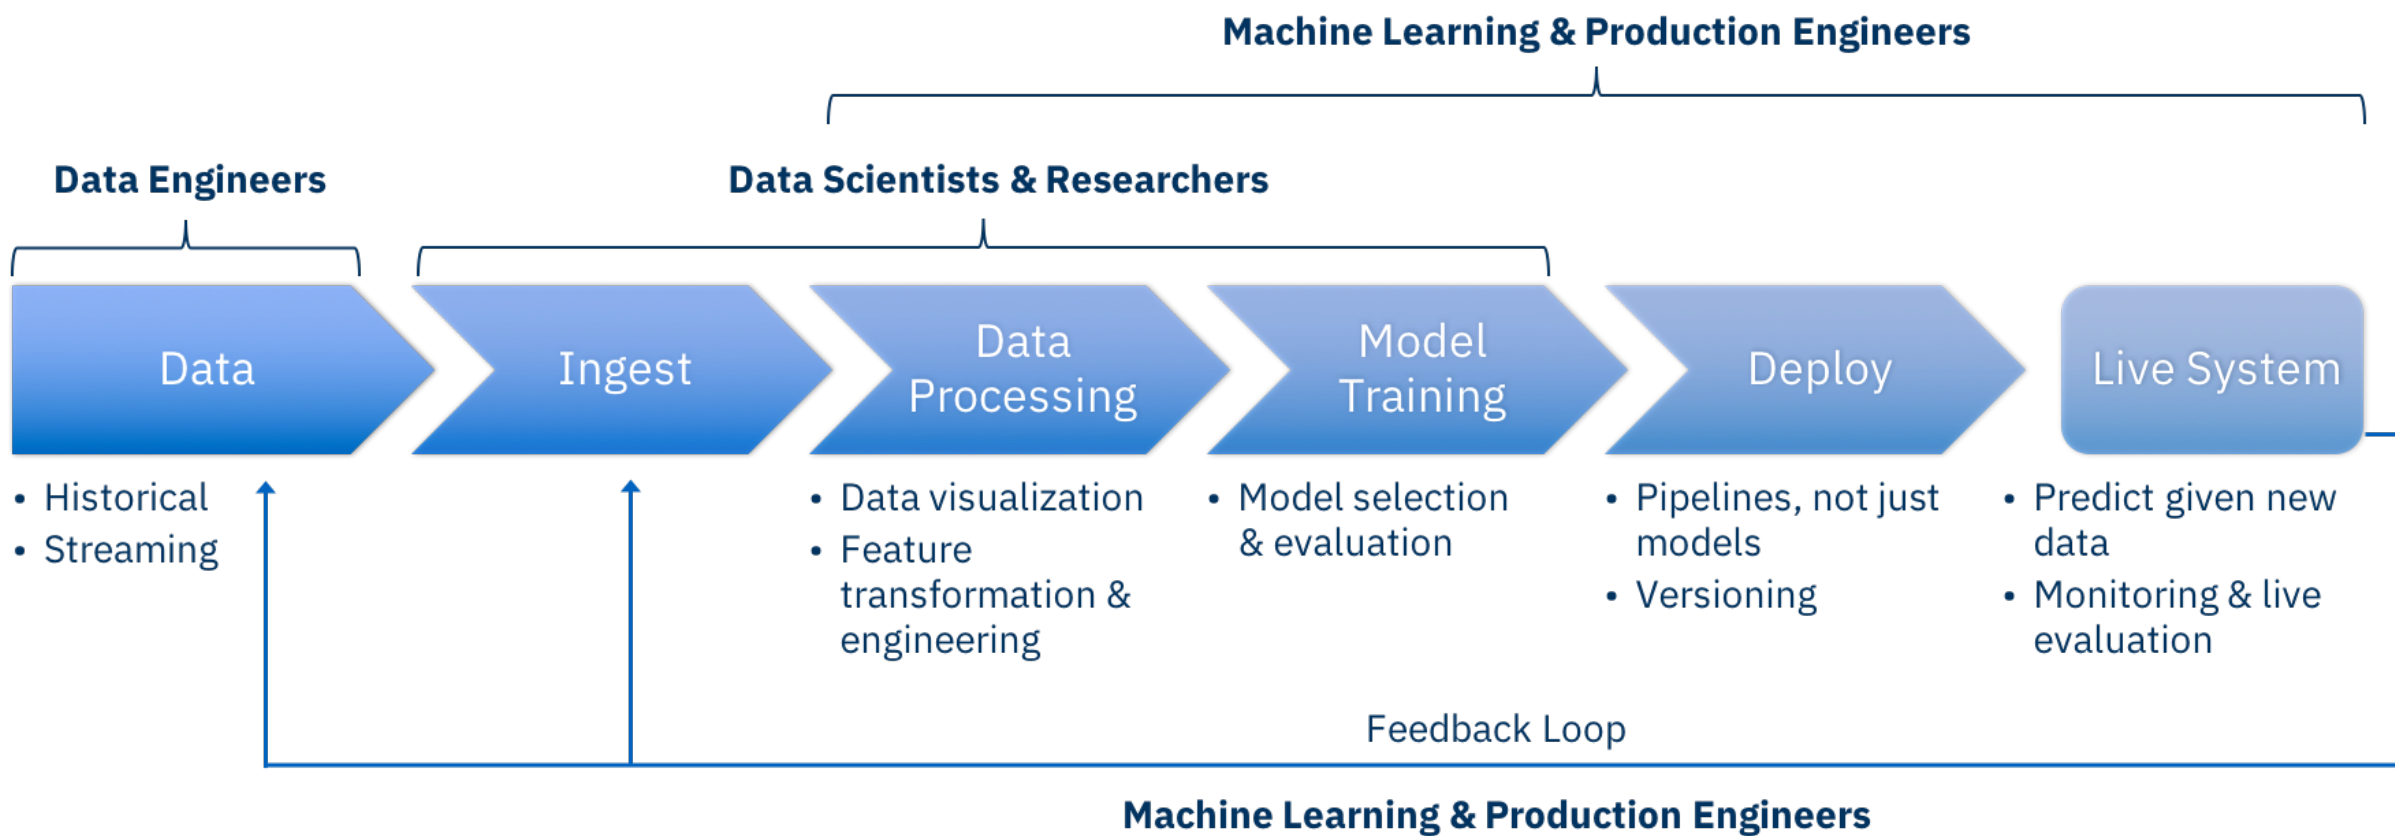 Machine Learning & Production Engineers
Data Engineers
Data Scientists & Researchers
Data
Ingest
Data
Processing
Model
Training
Deploy
Live System
• Historical
• Streaming
• Data visualization
• Feature
transformation &
engineering
• Model selection
& evaluation
• Pipelines, not just
models
• Versioning
• Predict given new
data
• Monitoring & live
evaluation
Feedback Loop
Machine Learning & Production Engineers